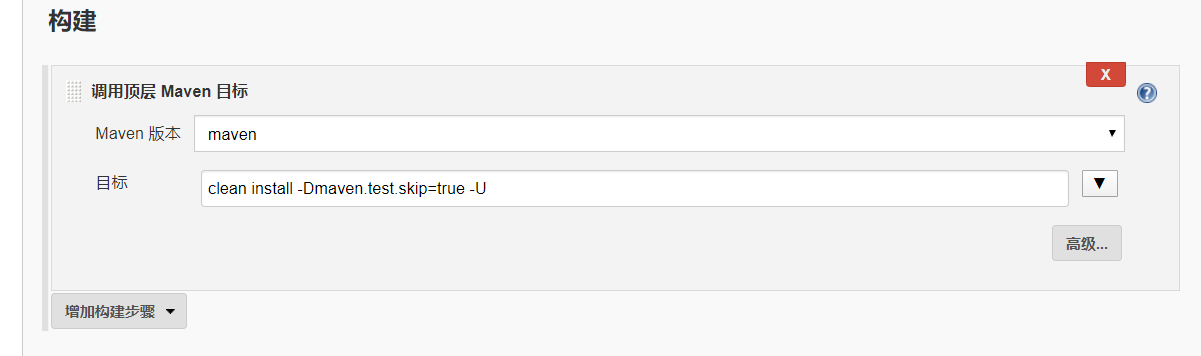 构建
X
调用顶层 Maven 目标
?
Maven 版本 maven
目标 clean install -Dmaven.test.skip=true -U
高级...
增加构建步骤